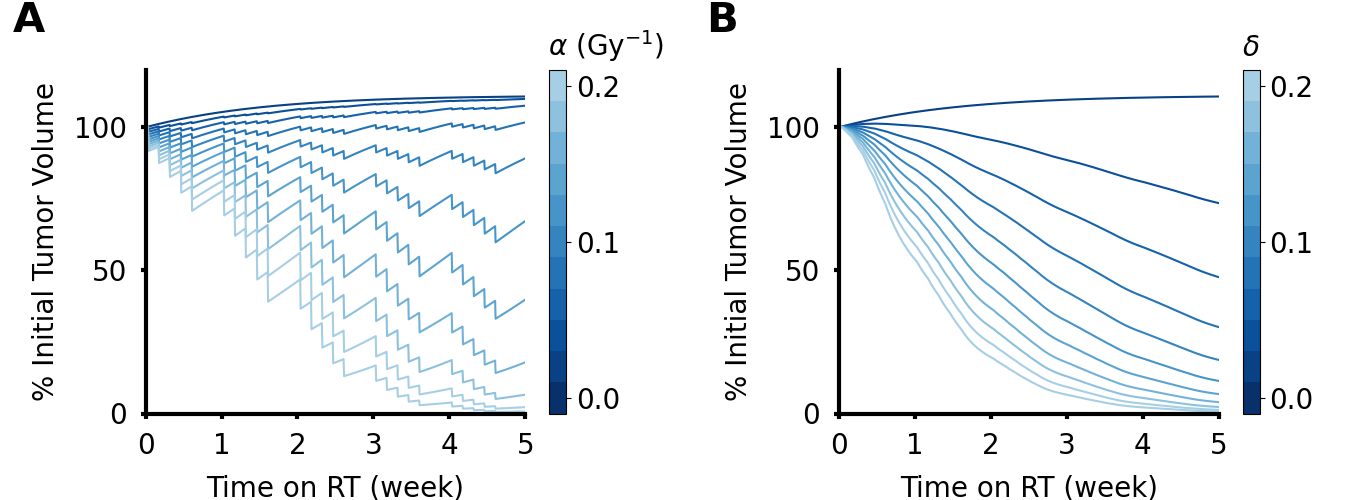 A
α (Gy⁻¹)
% Initial Tumor Volume
100
50
0
0 1 2 3 4 5
Time on RT (week)
0.2
0.1
0.0
B
δ
% Initial Tumor Volume
100
50
0
0 1 2 3 4 5
Time on RT (week)
0.2
0.1
0.0